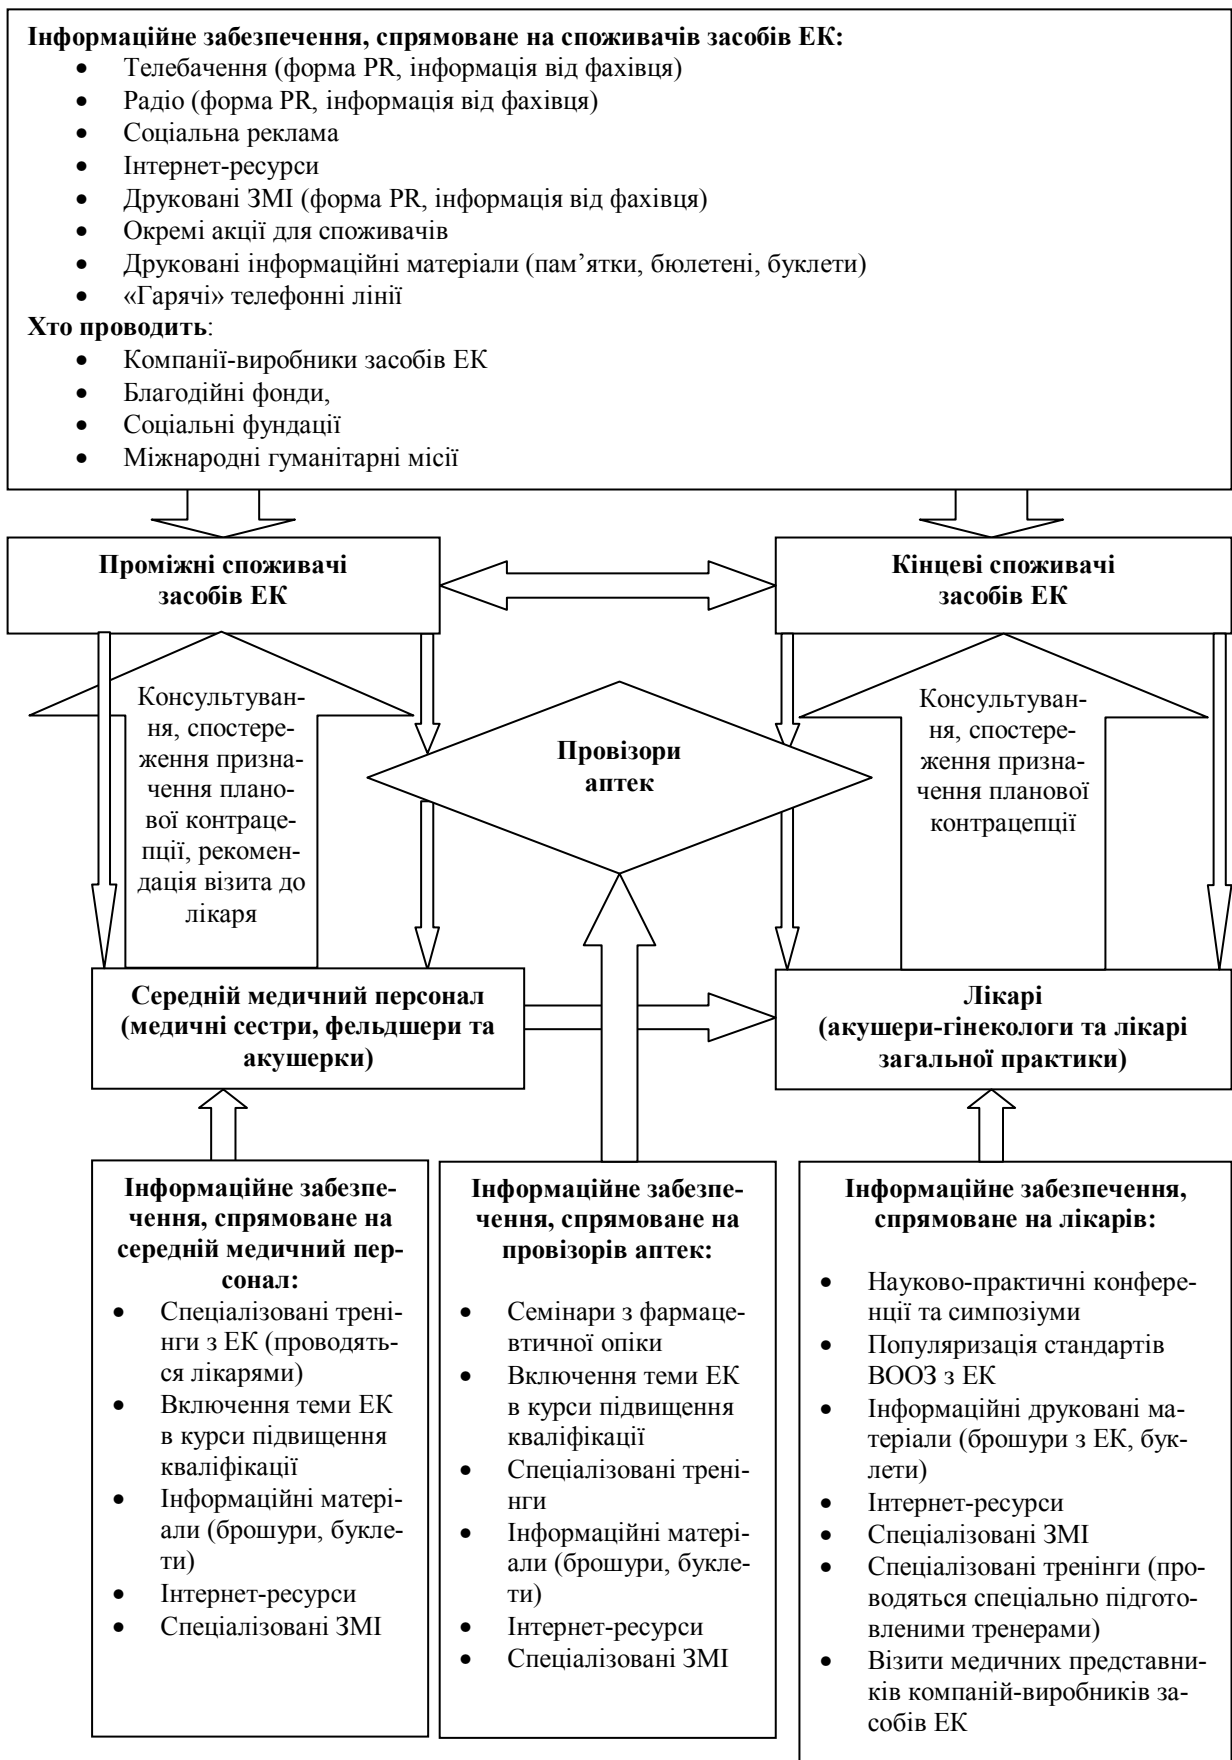 Інформаційне забезпечення, спрямоване на споживачів засобів ЕК:
• Телебачення (форма PR, інформація від фахівця)
• Радіо (форма PR, інформація від фахівця)
• Соціальна реклама
• Інтернет-ресурси
• Друковані ЗМІ (форма PR, інформація від фахівця)
• Окремі акції для споживачів
• Друковані інформаційні матеріали (пам’ятки, бюлетені, буклети)
• «Гарячі» телефонні лінії
Хто проводить:
• Компанії-виробники засобів ЕК
• Благодійні фонди,
• Соціальні фундації
• Міжнародні гуманітарні місії
Проміжні споживачі
засобів ЕК
Кінцеві споживачі
засобів ЕК
Консультуван-
ня, спостере-
ження призна-
чення плано-
вої контраце-
пції, рекомен-
дація візита до
лікаря
Провізори
аптек
Консультуван-
ня, спостере-
ження призна-
чення планової
контрацепції
Середній медичний персонал
(медичні сестри, фельдшери та
акушерки)
Лікарі
(акушери-гінекологи та лікарі
загальної практики)
Інформаційне забезпе-
чення, спрямоване на
середній медичний пер-
сонал:
• Спеціалізовані трені-
нги з ЕК (проводять-
ся лікарями)
• Включення теми ЕК
в курси підвищення
кваліфікації
• Інформаційні матері-
али (брошури, букле-
ти)
• Інтернет-ресурси
• Спеціалізовані ЗМІ
Інформаційне забезпе-
чення, спрямоване на
провізорів аптек:
• Семінари з фармаце-
втичної опіки
• Включення теми ЕК
в курси підвищення
кваліфікації
• Спеціалізовані трені-
нги
• Інформаційні матері-
али (брошури, букле-
ти)
• Інтернет-ресурси
• Спеціалізовані ЗМІ
Інформаційне забезпечення,
спрямоване на лікарів:
• Науково-практичні конфере-
нції та симпозіуми
• Популяризація стандартів
ВООЗ з ЕК
• Інформаційні друковані ма-
теріали (брошури з ЕК, бук-
лети)
• Інтернет-ресурси
• Спеціалізовані ЗМІ
• Спеціалізовані тренінги (про-
водяться спеціально підгото-
вленими тренерами)
• Візити медичних представни-
ків компаній-виробників за-
собів ЕК